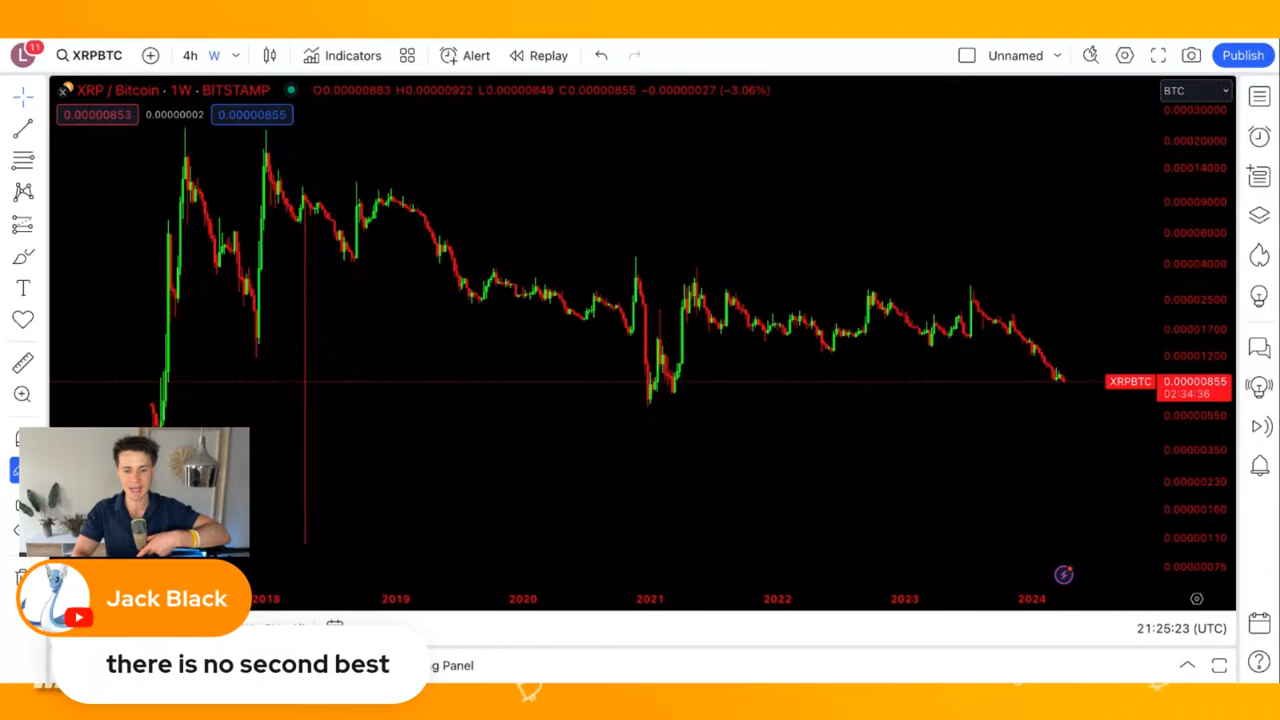 L
11
XRPBTC
4h
W
Indicators
Alert
Replay
Unnamed
Publish
XRP / Bitcoin · 1W · BITSTAMP
O0.00000883 H0.00000922 L0.00000849 C0.00000855 −0.00000027 (−3.06%)
BTC
0.00000853
0.00000002
0.00000855
0.00030000
0.00020000
0.00014000
0.00009000
0.00006000
0.00004000
0.00002500
0.00001700
0.00001200
XRPBTC
0.00000855
02:34:36
0.00000550
0.00000350
0.00000230
0.00000160
0.00000110
0.00000075
T
2018
2019
2020
2021
2022
2023
2024
21:25:23 (UTC)
Jack Black
there is no second best
g Panel